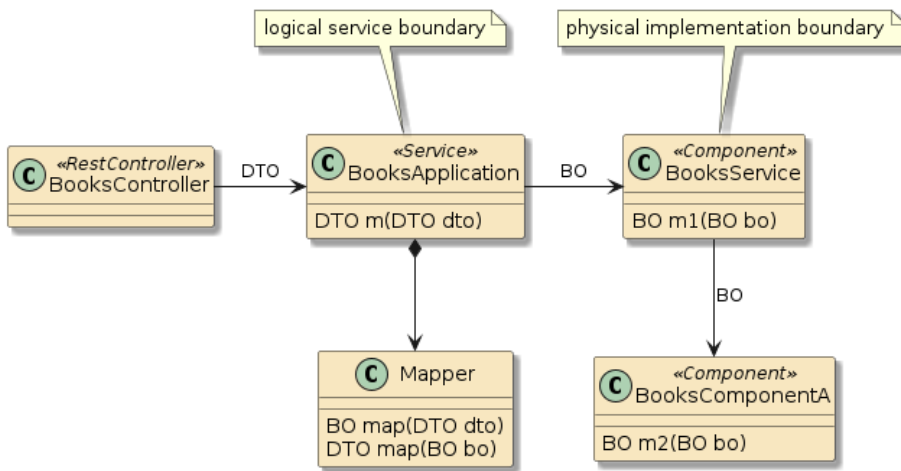 logical service boundary
physical implementation boundary
C «RestController»
BooksController
DTO
C «Service»
BooksApplication
DTO m(DTO dto)
BO
C «Component»
BooksService
BO m1(BO bo)
BO
C Mapper
BO map(DTO dto)
DTO map(BO bo)
C «Component»
BooksComponentA
BO m2(BO bo)